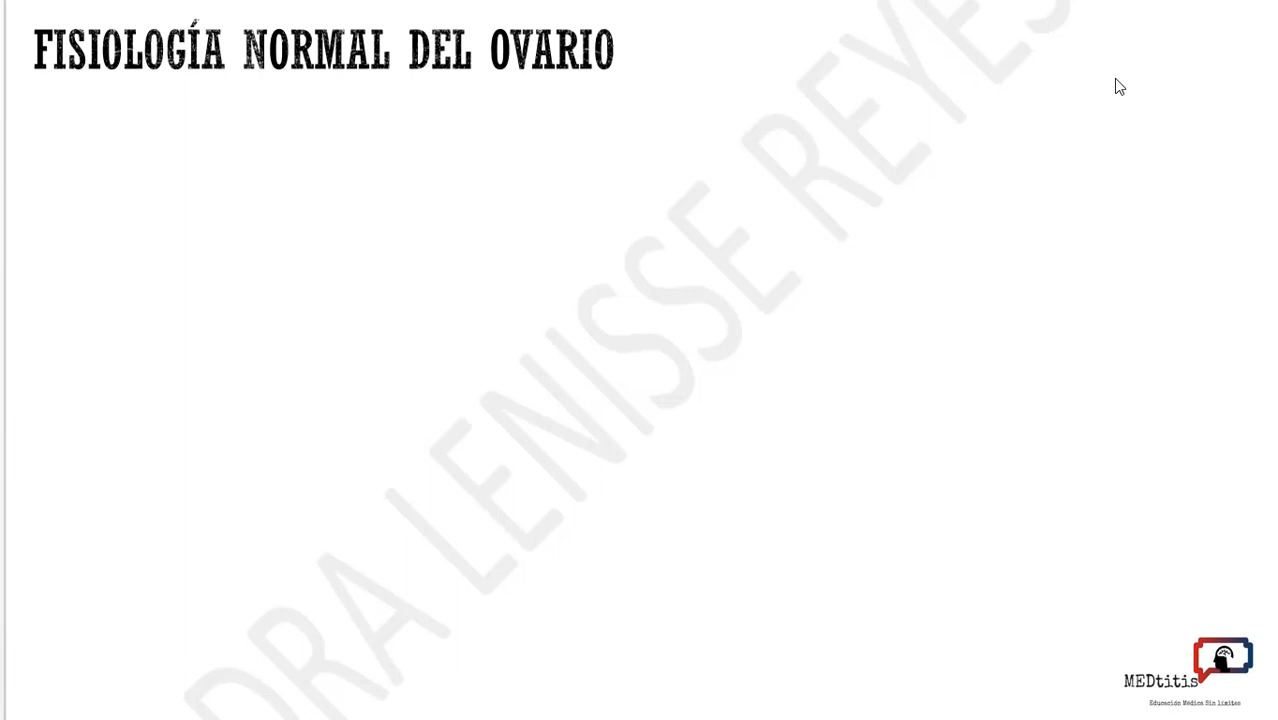 FISIOLOGÍA NORMAL DEL OVARIO
DRA LENISSE REYES
MEDtitis
Educación Médica Sin límites